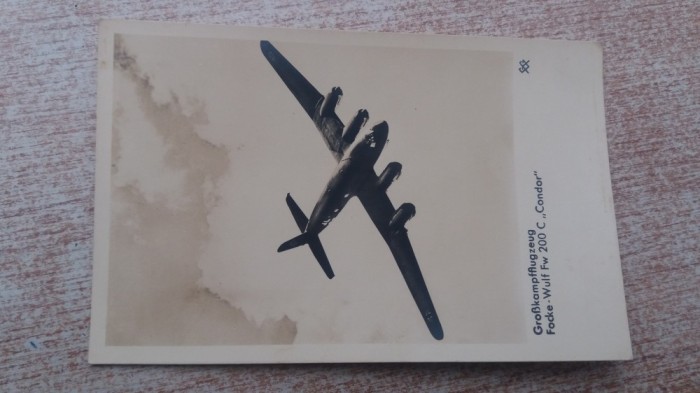 Großkampfflugzeug
Focke-Wulf Fw 200 C „Condor“